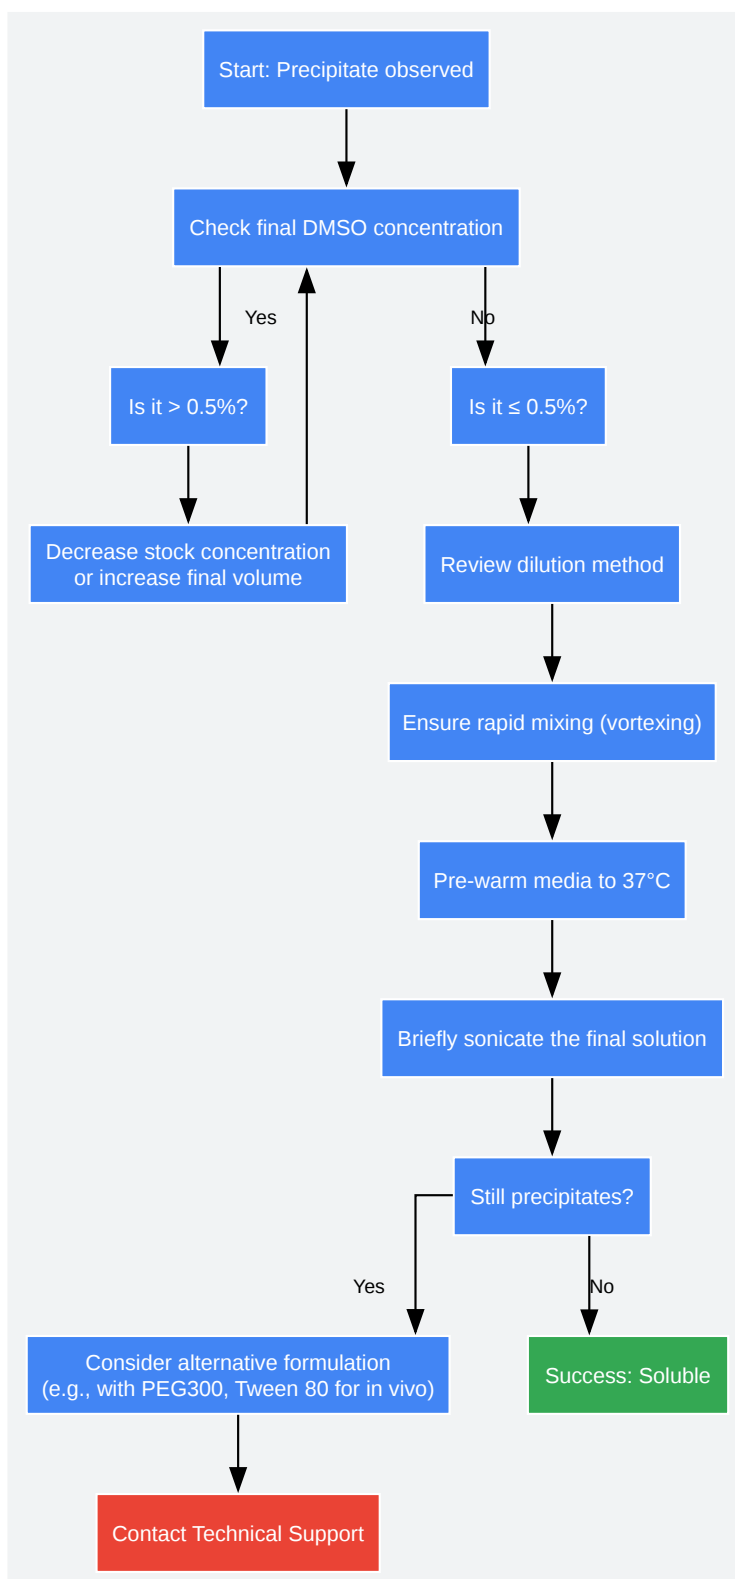 Start: Precipitate observed
Check final DMSO concentration
Yes
No
Is it > 0.5%?
Is it ≤ 0.5%?
Decrease stock concentration
or increase final volume
Review dilution method
Ensure rapid mixing (vortexing)
Pre-warm media to 37°C
Briefly sonicate the final solution
Still precipitates?
Yes
No
Consider alternative formulation
(e.g., with PEG300, Tween 80 for in vivo)
Success: Soluble
Contact Technical Support